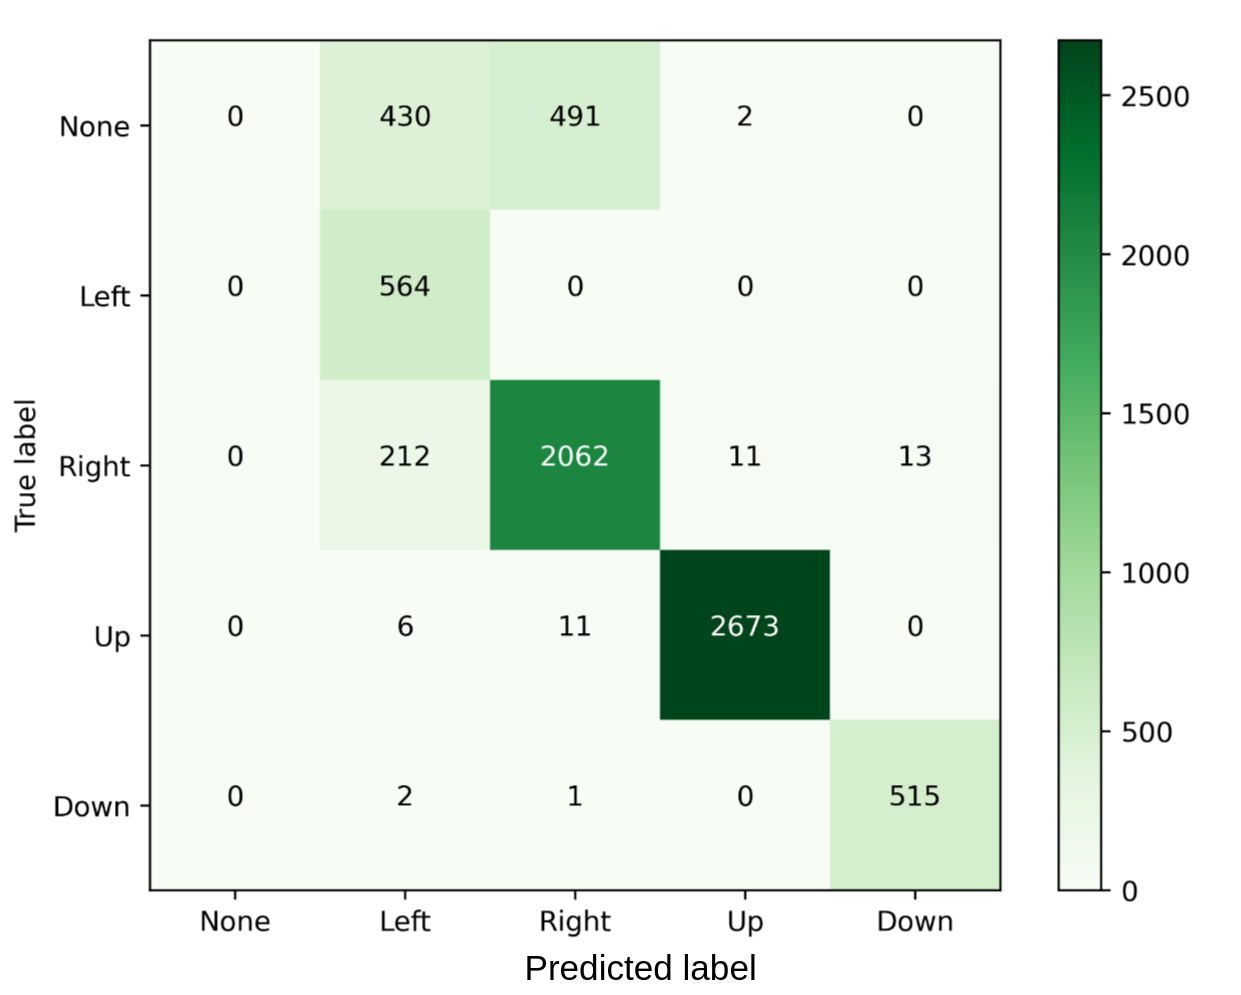 None 0 430 491 2 0
Left 0 564 0 0 0
Right 0 212 2062 11 13
Up 0 6 11 2673 0
Down 0 2 1 0 515
None Left Right Up Down
Predicted label
True label
2500
2000
1500
1000
500
0